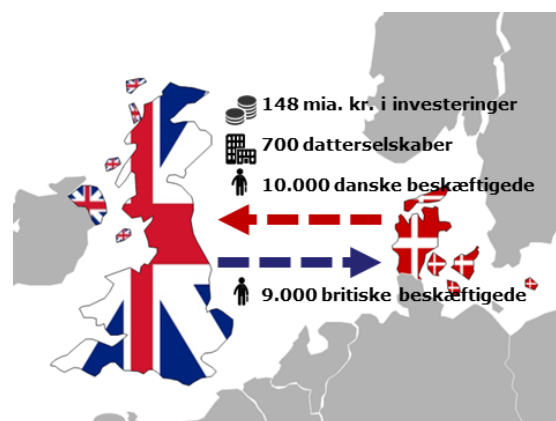 148 mia. kr. i investeringer
700 datterselskaber
10.000 danske beskæftigede
9.000 britiske beskæftigede